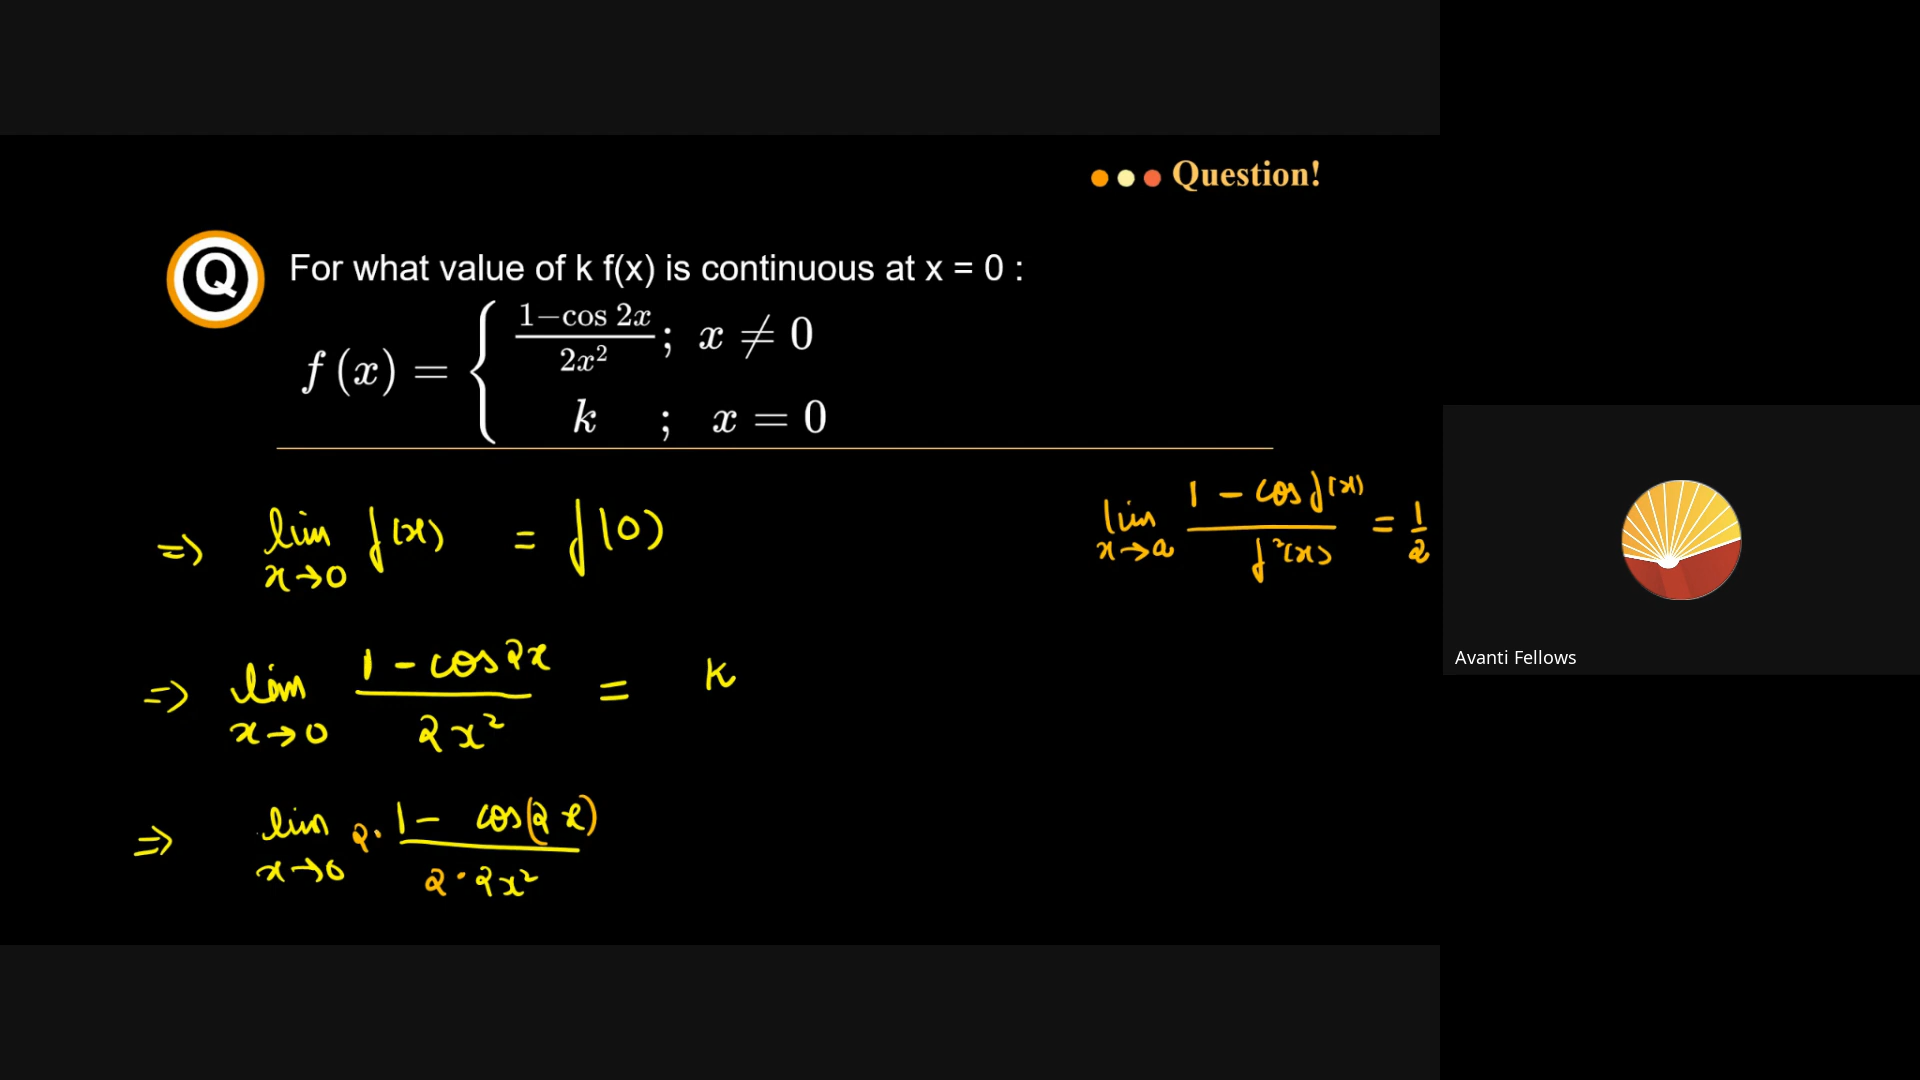 Question!
Q
For what value of k f(x) is continuous at x = 0 :
f (x) = { (1−cos 2x)/(2x²) ; x ≠ 0
k ; x = 0
=> lim x→0 f(x) = f(0)
lim x→a (1 - cos f(x))/(f²(x)) = 1/2
=> lim x→0 (1 - cos 2x)/(2x²) = k
=> lim x→0 2· (1 - cos(2x))/(2·2x²)
Avanti Fellows